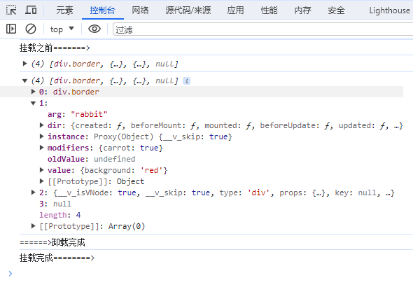 元素 控制台 网络 源代码/来源 应用 性能 内存 安全 Lighthouse
top ▼ 过滤
挂载之前=======>
▶ (4) [div.border, {…}, {…}, null]
▼ (4) [div.border, {…}, {…}, null] i
▶ 0: div.border
▼ 1:
arg: "rabbit"
▶ dir: {created: ƒ, beforeMount: ƒ, mounted: ƒ, beforeUpdate: ƒ, updated: ƒ, …}
▶ instance: Proxy(Object) {__v_skip: true}
▶ modifiers: {carrot: true}
oldValue: undefined
▶ value: {background: 'red'}
▶ [[Prototype]]: Object
▶ 2: {__v_isVNode: true, __v_skip: true, type: 'div', props: {…}, key: null, …}
3: null
length: 4
▶ [[Prototype]]: Array(0)
======>卸载完成
挂载完成========>
>